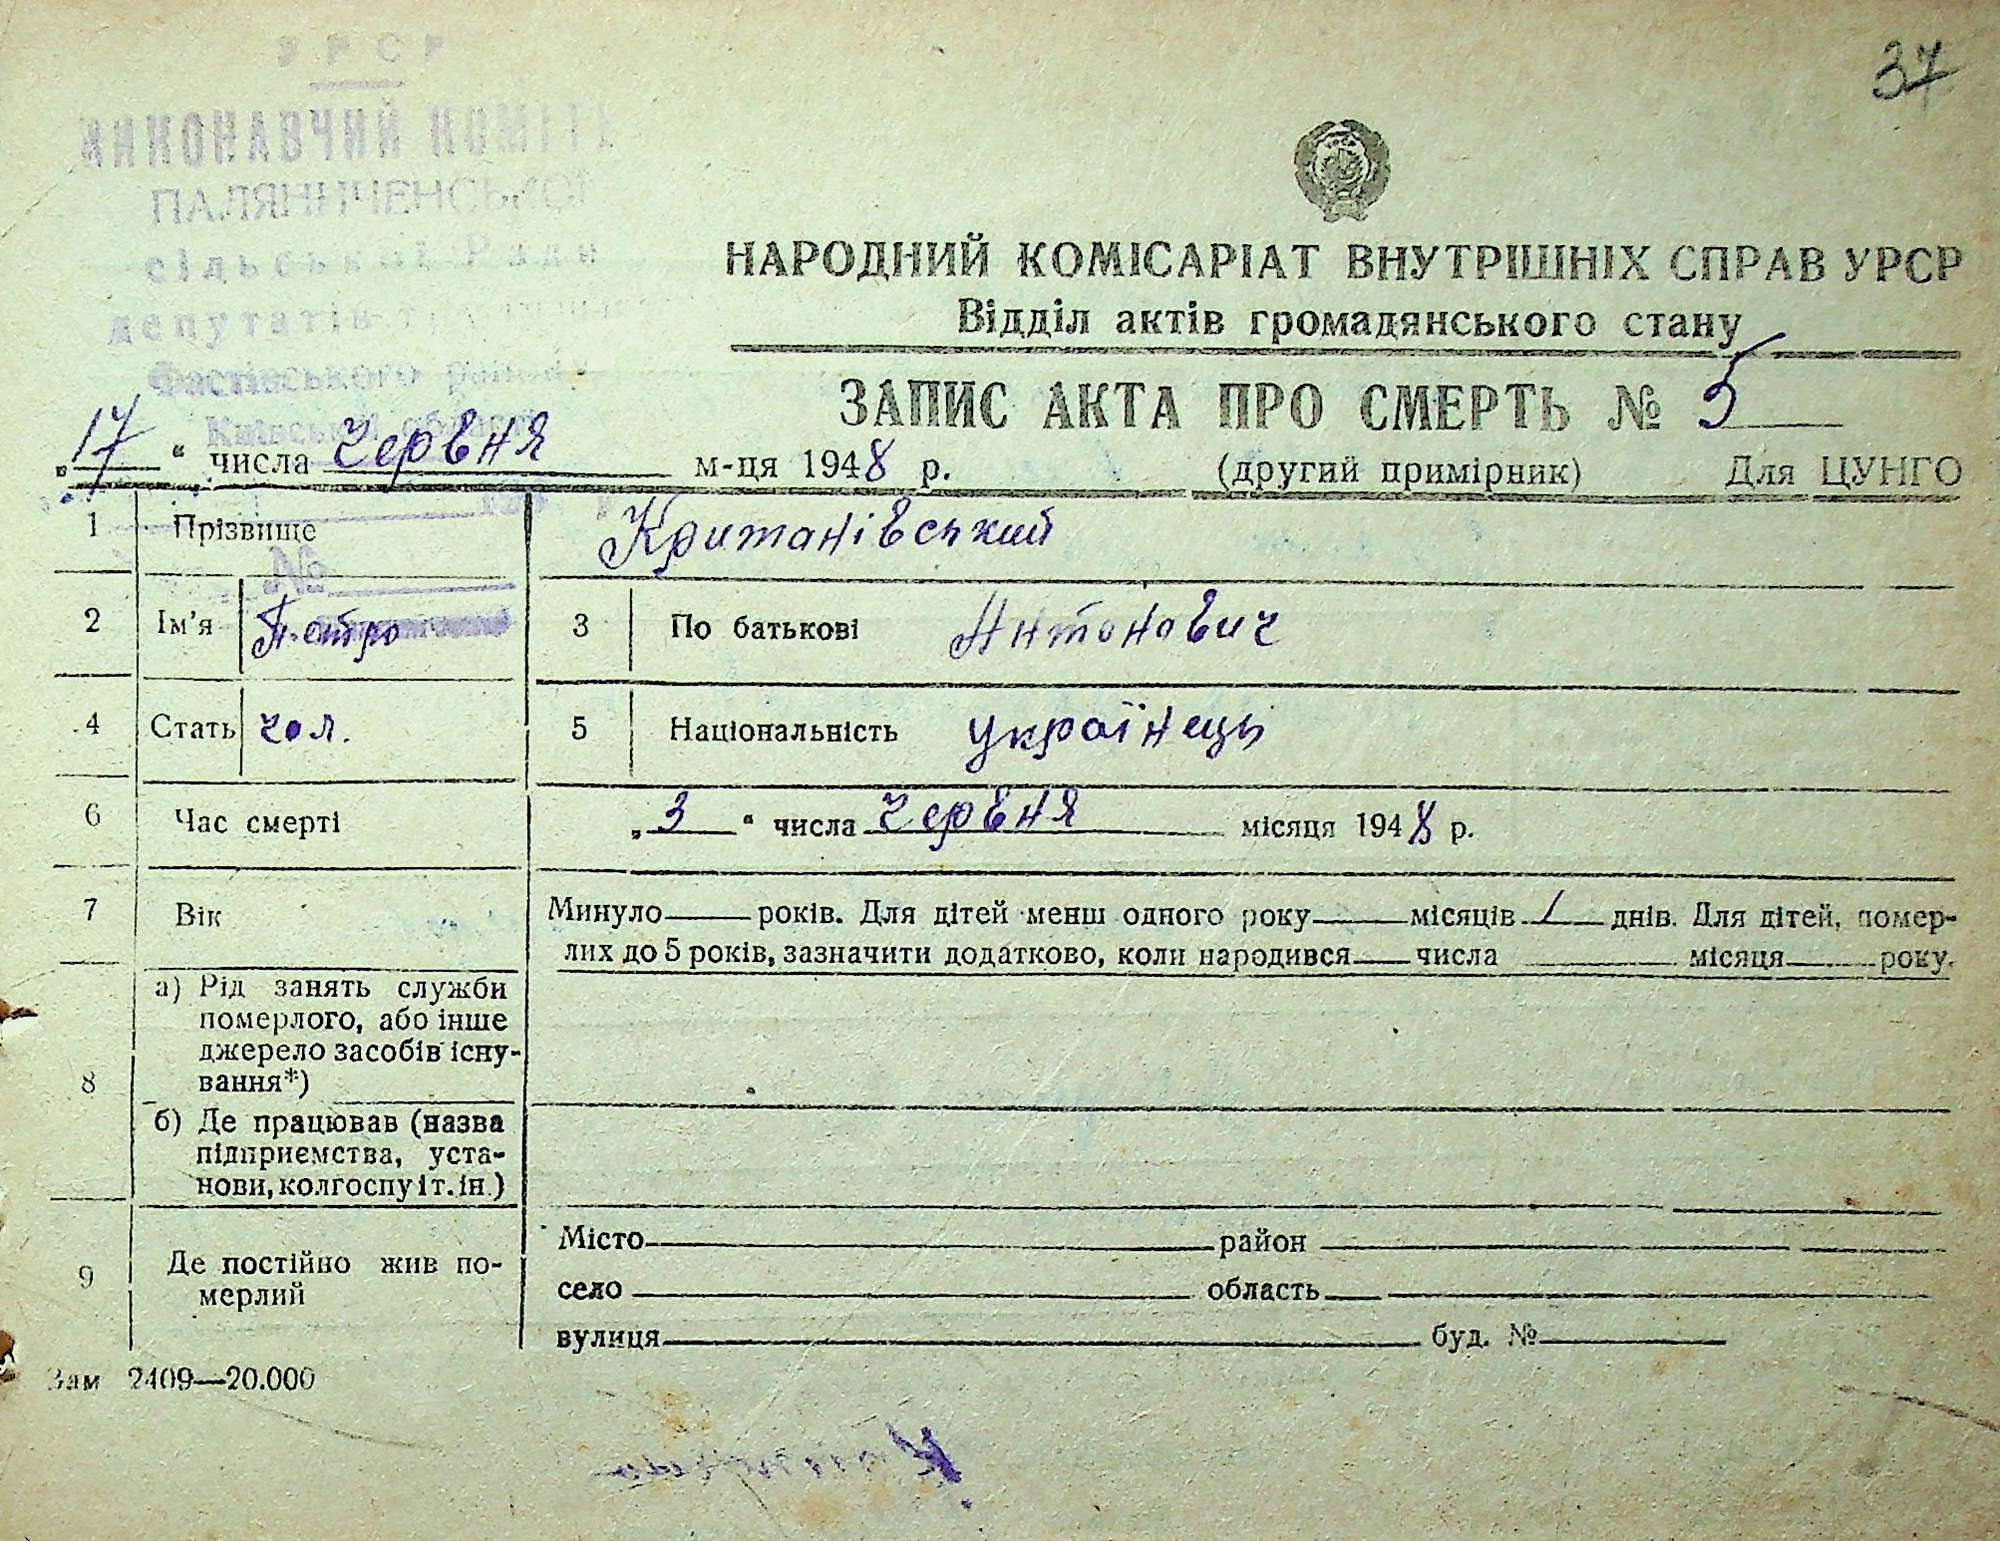 37
УРСР
ВИКОНАВЧИЙ КОМІТЕТ
ПАЛЯНИЧЕНСЬКОЇ
сільської Ради
депутатів
Фастівського району
Київської області
№
НАРОДНИЙ КОМІСАРІАТ ВНУТРІШНІХ СПРАВ УРСР
Відділ актів громадянського стану
ЗАПИС АКТА ПРО СМЕРТЬ № 5
„17“ числа червня м-ця 1948 р. (другий примірник) Для ЦУНГО
1 Прізвище Критановський
2 Ім'я Петро 3 По батькові Антонович
4 Стать чол. 5 Національність українець
6 Час смерті „3“ числа червня місяця 1948 р.
7 Вік Минуло — років. Для дітей менш одного року — місяців 1 днів. Для дітей, помер-
лих до 5 років, зазначити додатково, коли народився — числа — місяця — року.
8 а) Рід занять служби
померлого, або інше
джерело засобів існу-
вання*)
б) Де працював (назва
підприємства, уста-
нови, колгоспу і т. ін.)
9 Де постійно жив по-
мерлий
Місто район
село область
вулиця буд. №
Зам 2409—20.000